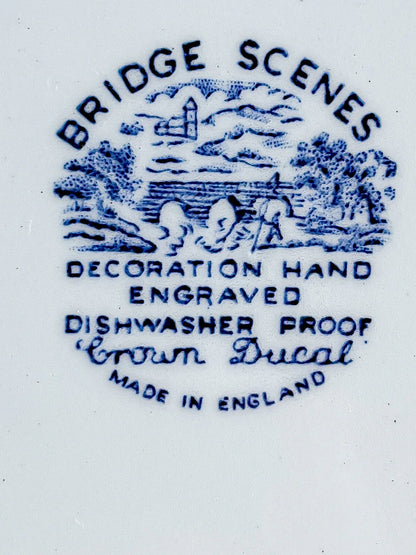 BRIDGE SCENES
DECORATION HAND
ENGRAVED
DISHWASHER PROOF
'Crown Ducal'
MADE IN ENGLAND